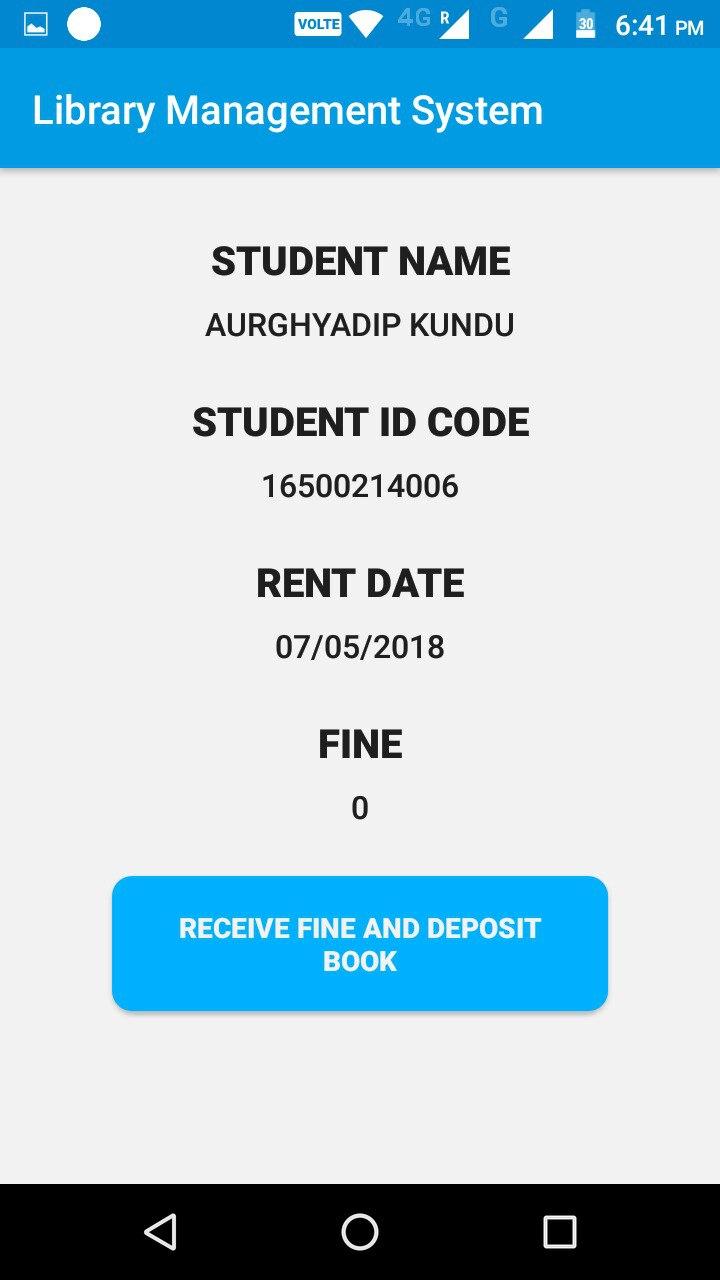 VOLTE 4G R G 30 6:41 PM
Library Management System
STUDENT NAME
AURGHYADIP KUNDU
STUDENT ID CODE
16500214006
RENT DATE
07/05/2018
FINE
0
RECEIVE FINE AND DEPOSIT
BOOK